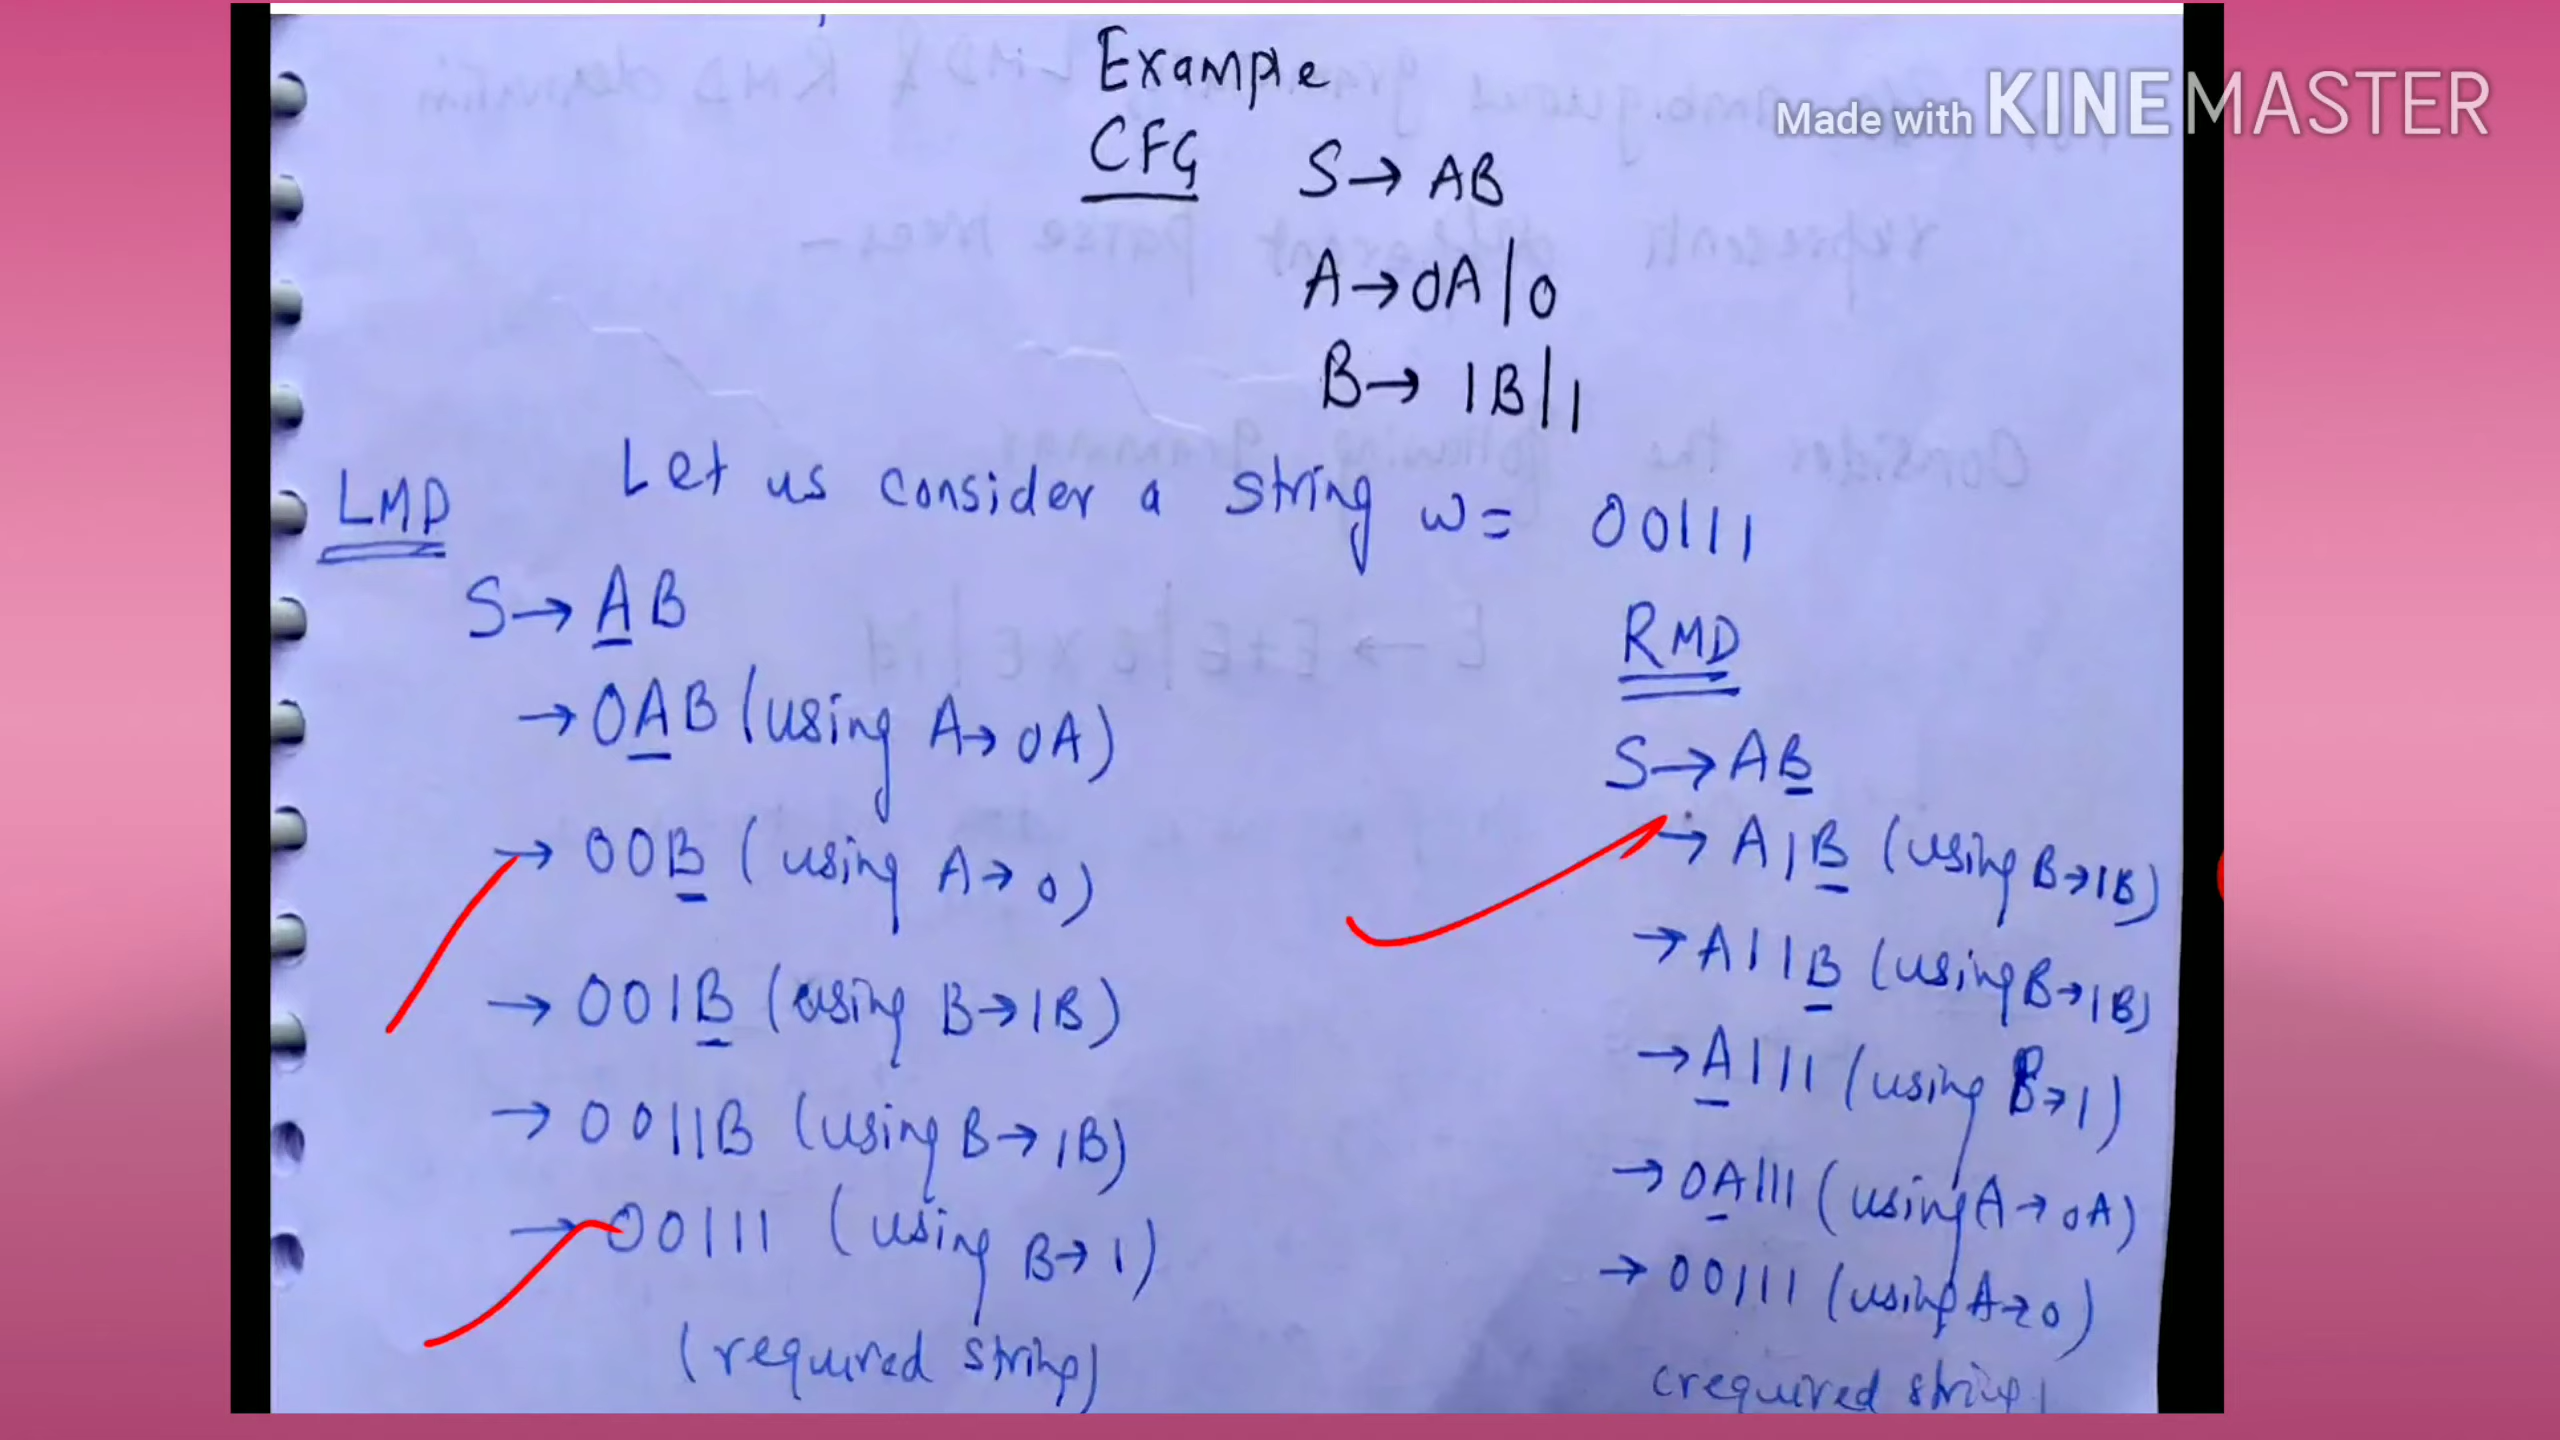 Example
Made with KINEMASTER
CFG S → AB
A → 0A | 0
B → 1B | 1
Let us consider a string w = 00111
LMD
S → AB
→ 0AB (using A → 0A)
→ 00B (using A → 0)
→ 001B (using B → 1B)
→ 0011B (using B → 1B)
→ 00111 (using B → 1)
(required string)
RMD
S → AB
→ A1B (using B → 1B)
→ A11B (using B → 1B)
→ A111 (using B → 1)
→ 0A111 (using A → 0A)
→ 00111 (using A → 0)
(required string)